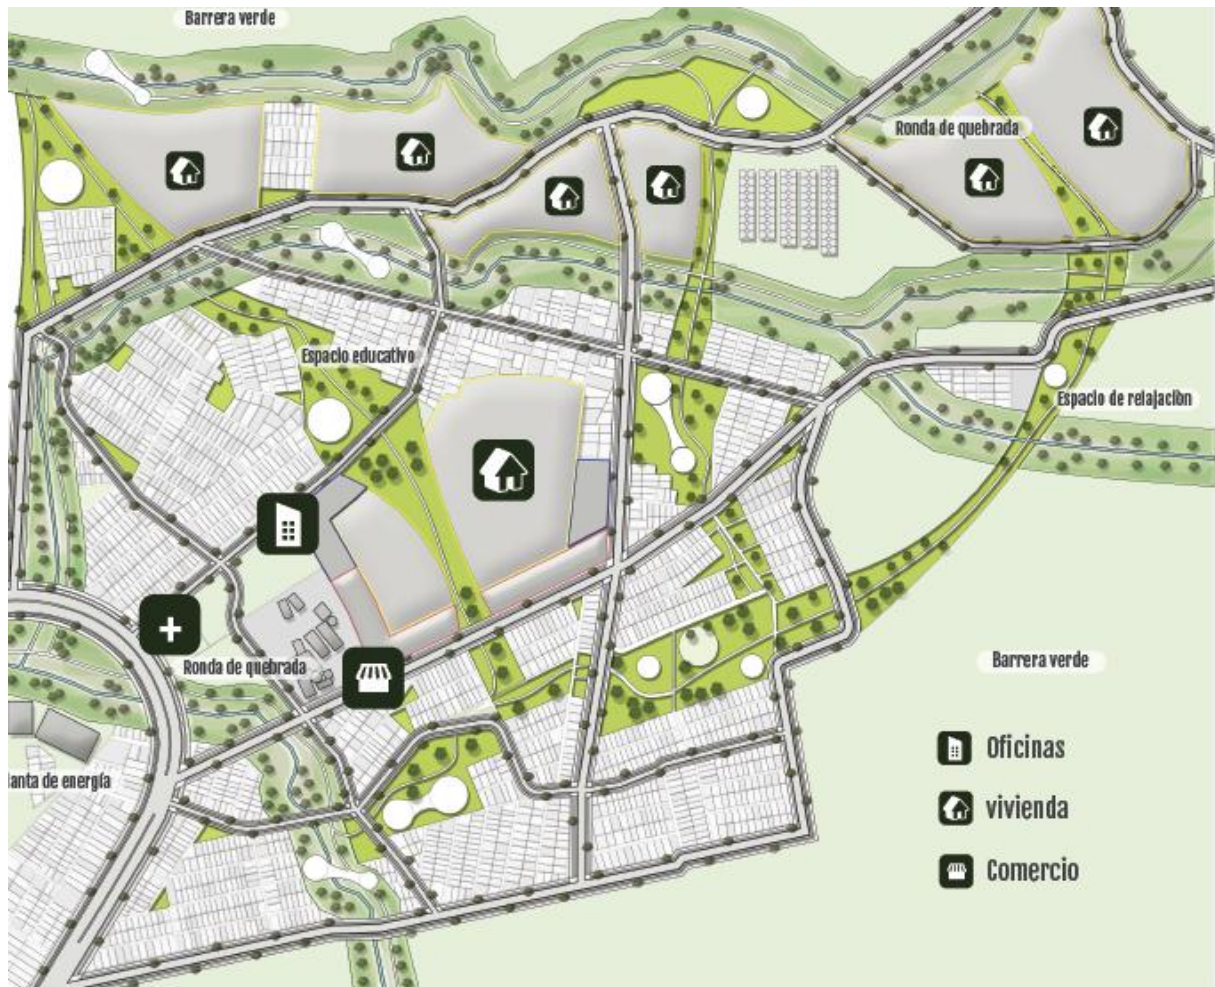 Barrera verde
Ronda de quebrada
Espacio educativo
Espacio de relajaciòn
Ronda de quebrada
Barrera verde
Oficinas
lanta de energía
vivienda
Comercio